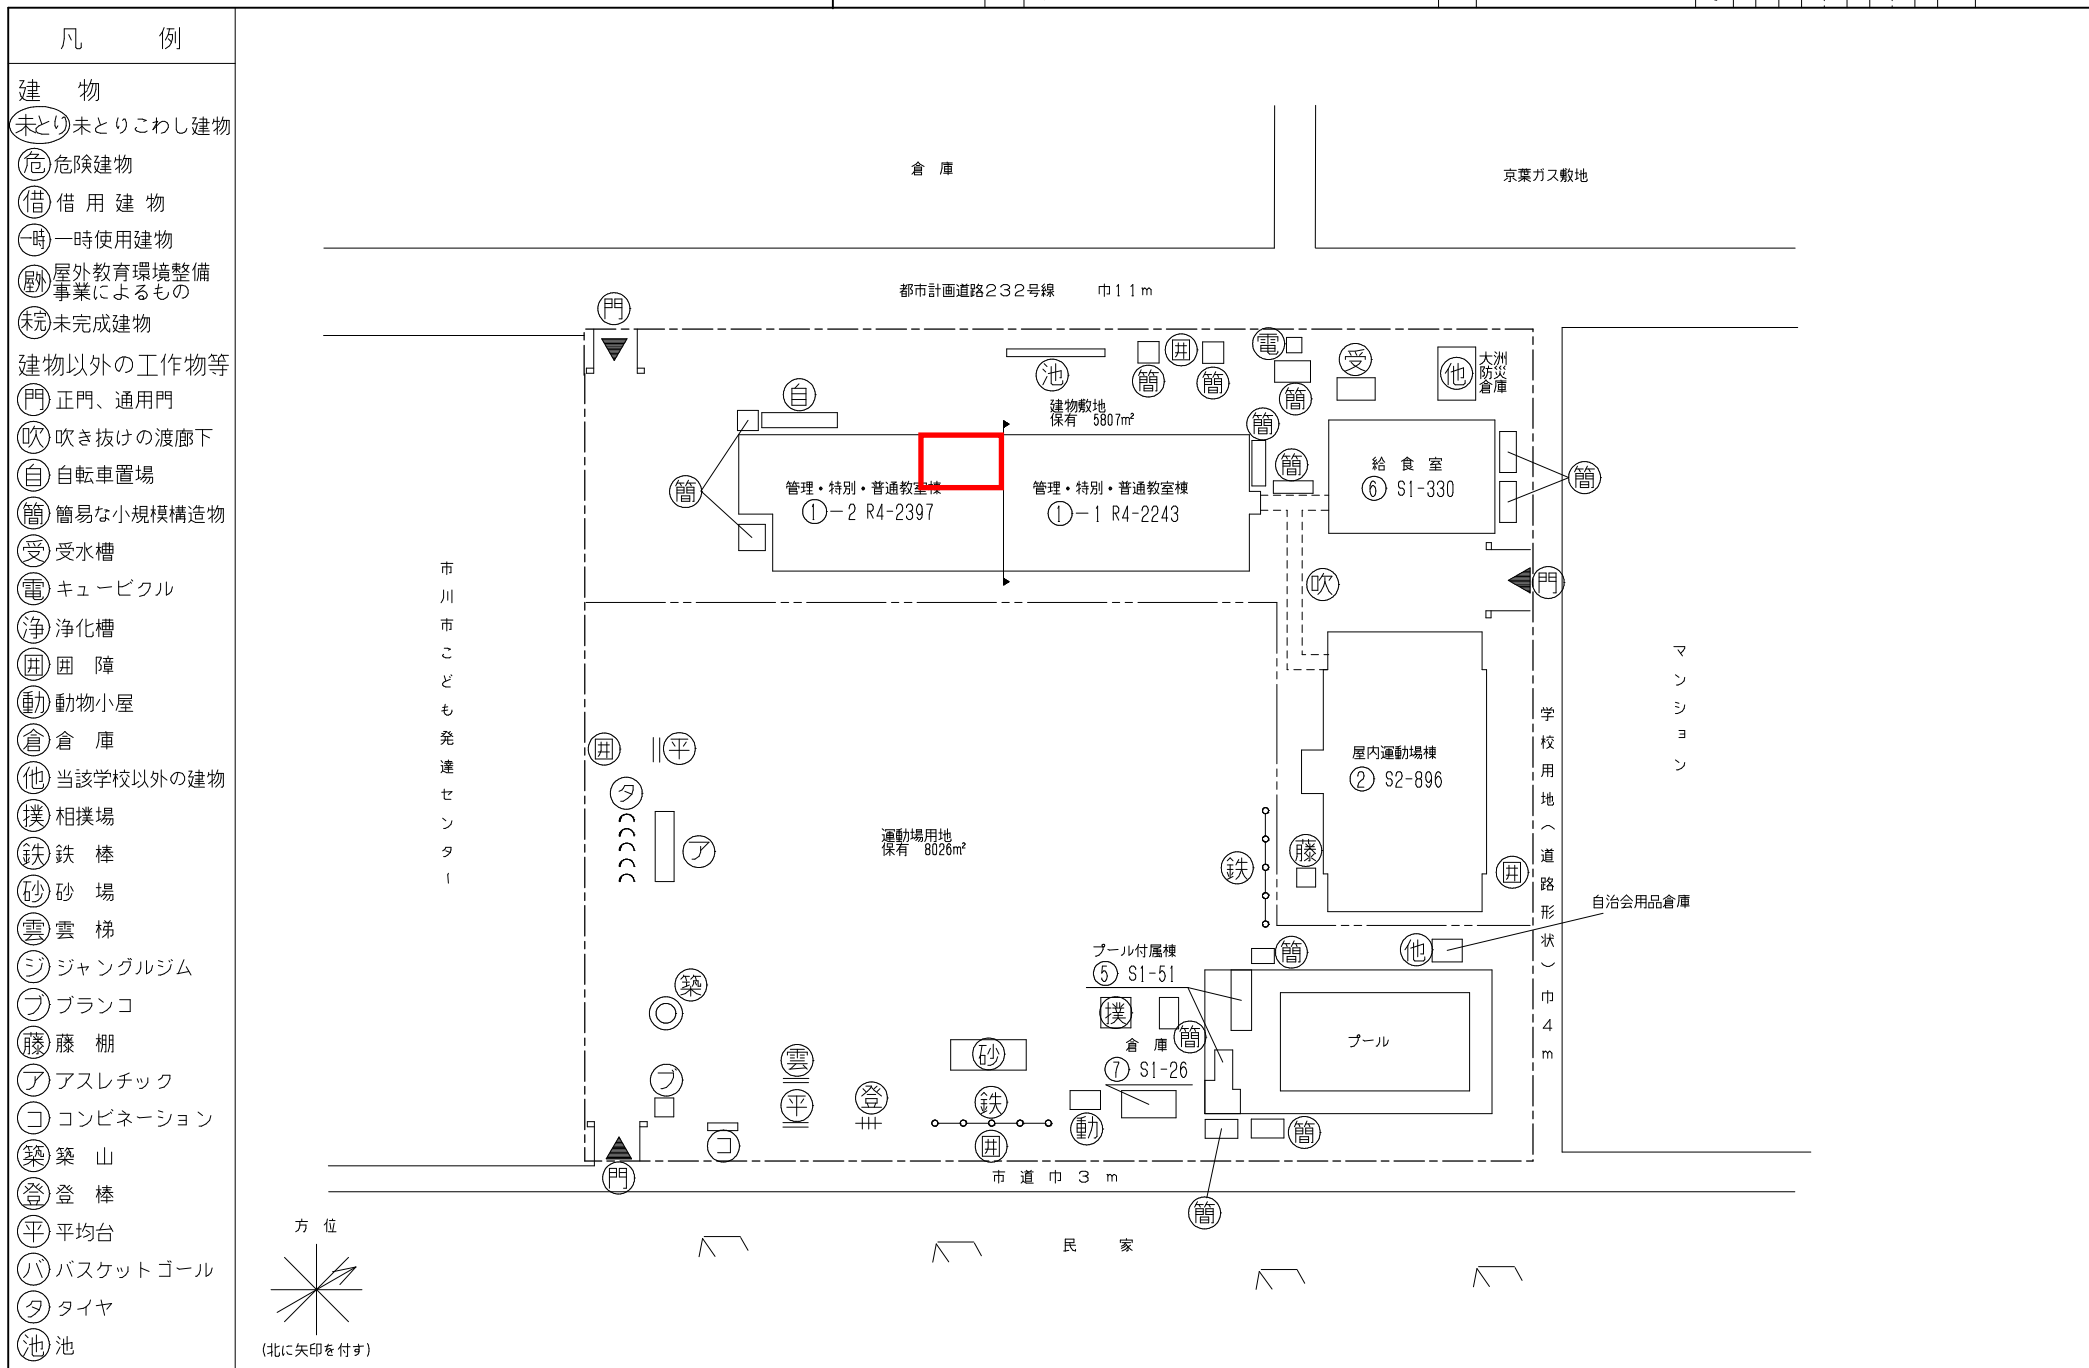 凡 例
建 物
未とり 未とりこわし建物
危 危険建物
借 借用建物
一時 一時使用建物
屋外 屋外教育環境整備
事業によるもの
未完 未完成建物
建物以外の工作物等
門 正門、通用門
吹 吹き抜けの渡廊下
自 自転車置場
簡 簡易な小規模構造物
受 受水槽
電 キュービクル
浄 浄化槽
囲 囲 障
動 動物小屋
倉 倉 庫
他 当該学校以外の建物
撲 相撲場
鉄 鉄 棒
砂 砂 場
雲 雲 梯
ジ ジャングルジム
ブ ブランコ
藤 藤 棚
ア アスレチック
コ コンビネーション
築 築 山
登 登 棒
平 平均台
バ バスケットゴール
タ タイヤ
池 池
倉 庫
京葉ガス敷地
都市計画道路232号線 巾11m
門
自
池
簡
囲
簡
電
簡
受
他
大洲
防災
倉庫
建物敷地
保有 5807m²
簡
簡
簡
管理・特別・普通教室棟
①-2 R4-2397
管理・特別・普通教室棟
①-1 R4-2243
給 食 室
⑥ S1-330
簡
吹
門
市川市こども発達センター
マンション
学校用地(道路形状)巾4m
囲
平
タ
ア
運動場用地
保有 8026m²
屋内運動場棟
② S2-896
鉄
藤
囲
自治会用品倉庫
他
簡
プール付属棟
⑤ S1-51
撲
簡
倉 庫
⑦ S1-26
プール
築
ブ
雲
平
登
砂
鉄
囲
動
コ
簡
門
市 道 巾 3 m
簡
民 家
方 位
(北に矢印を付す)